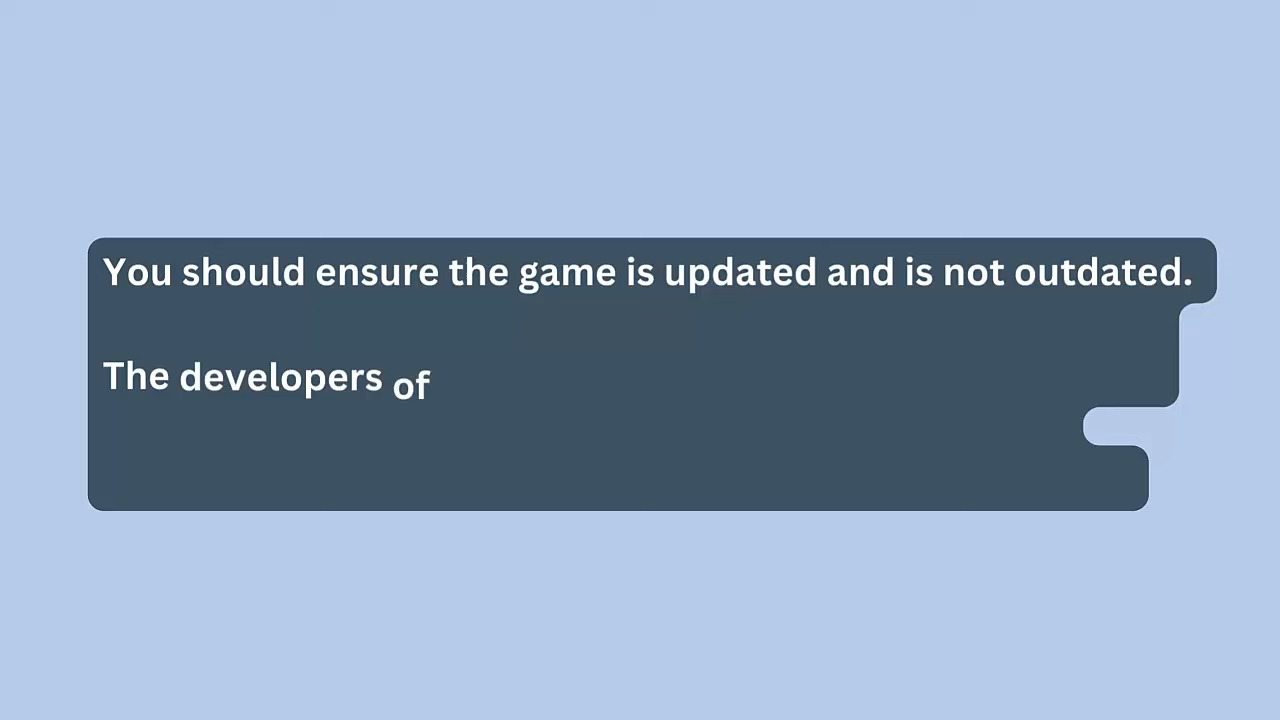 You should ensure the game is updated and is not outdated.
The developers of